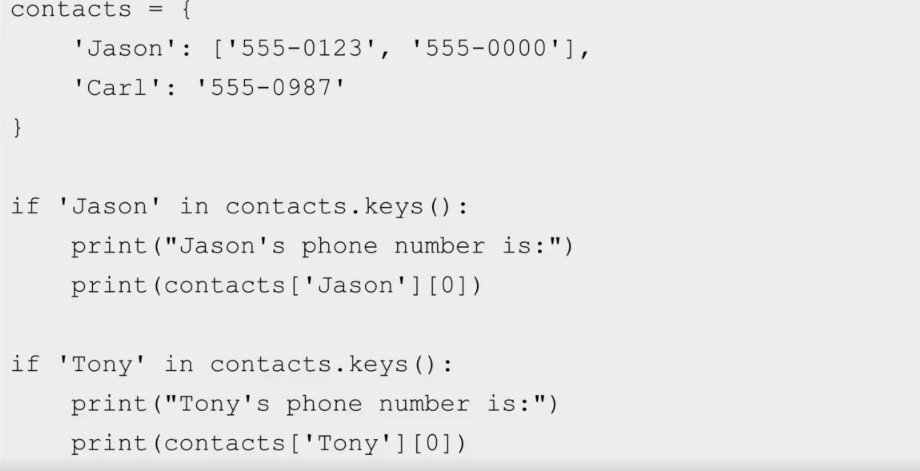 contacts = {
    'Jason': ['555-0123', '555-0000'],
    'Carl': '555-0987'
}

if 'Jason' in contacts.keys():
    print("Jason's phone number is:")
    print(contacts['Jason'][0])

if 'Tony' in contacts.keys():
    print("Tony's phone number is:")
    print(contacts['Tony'][0])